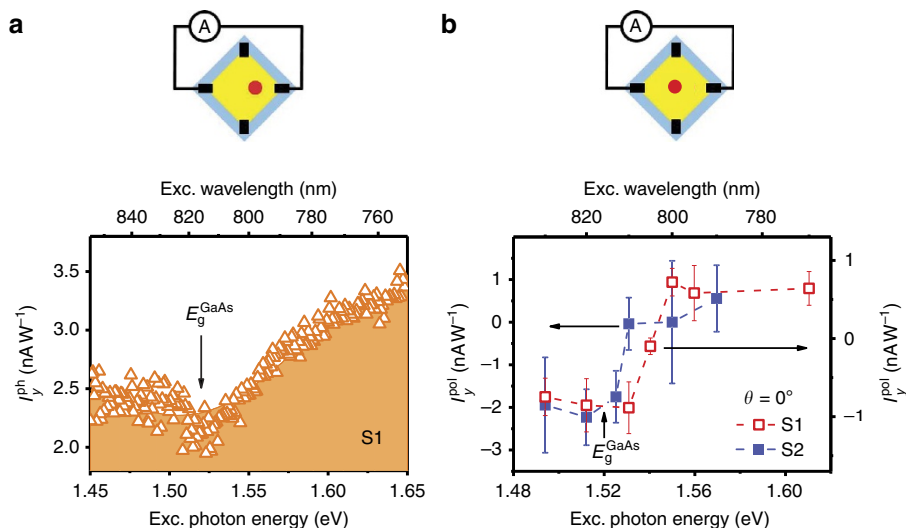 a
A
Exc. wavelength (nm)
840 820 800 780 760
3.5
3.0
2.5
2.0
I_y^ph (nA W⁻¹)
E_g^GaAs
S1
1.45 1.50 1.55 1.60 1.65
Exc. photon energy (eV)
b
A
Exc. wavelength (nm)
820 800 780
1
0
−1
−2
−3
I_y^pol (nA W⁻¹)
1
0
−1
I_y^pol (nA W⁻¹)
θ = 0°
S1
S2
E_g^GaAs
1.48 1.52 1.56 1.60
Exc. photon energy (eV)